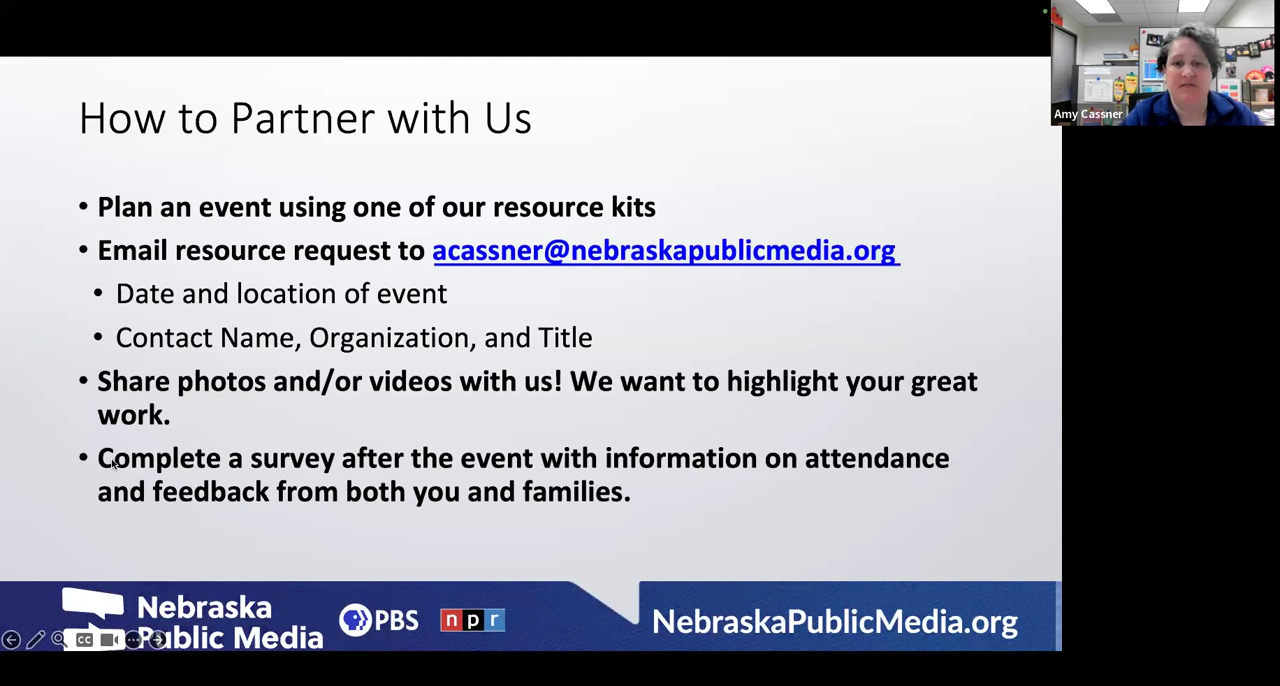 Amy Cassner
How to Partner with Us
• Plan an event using one of our resource kits
• Email resource request to acassner@nebraskapublicmedia.org
• Date and location of event
• Contact Name, Organization, and Title
• Share photos and/or videos with us! We want to highlight your great
work.
• Complete a survey after the event with information on attendance
and feedback from both you and families.
Nebraska
Public Media
PBS
npr
NebraskaPublicMedia.org
CC